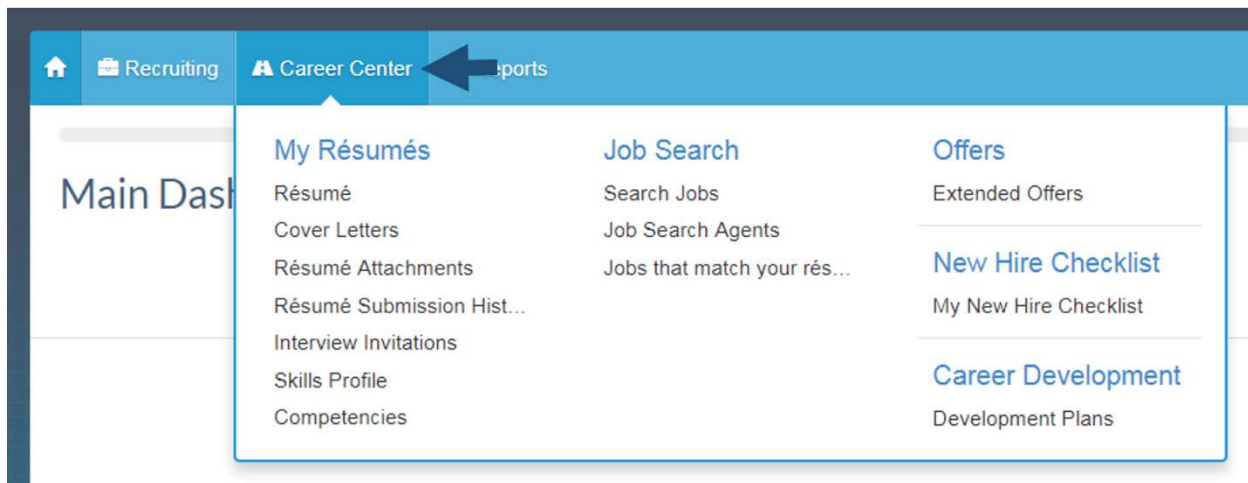 Recruiting
Career Center
eports
Main Dash
My Résumés
Résumé
Cover Letters
Résumé Attachments
Résumé Submission Hist...
Interview Invitations
Skills Profile
Competencies
Job Search
Search Jobs
Job Search Agents
Jobs that match your rés...
Offers
Extended Offers
New Hire Checklist
My New Hire Checklist
Career Development
Development Plans